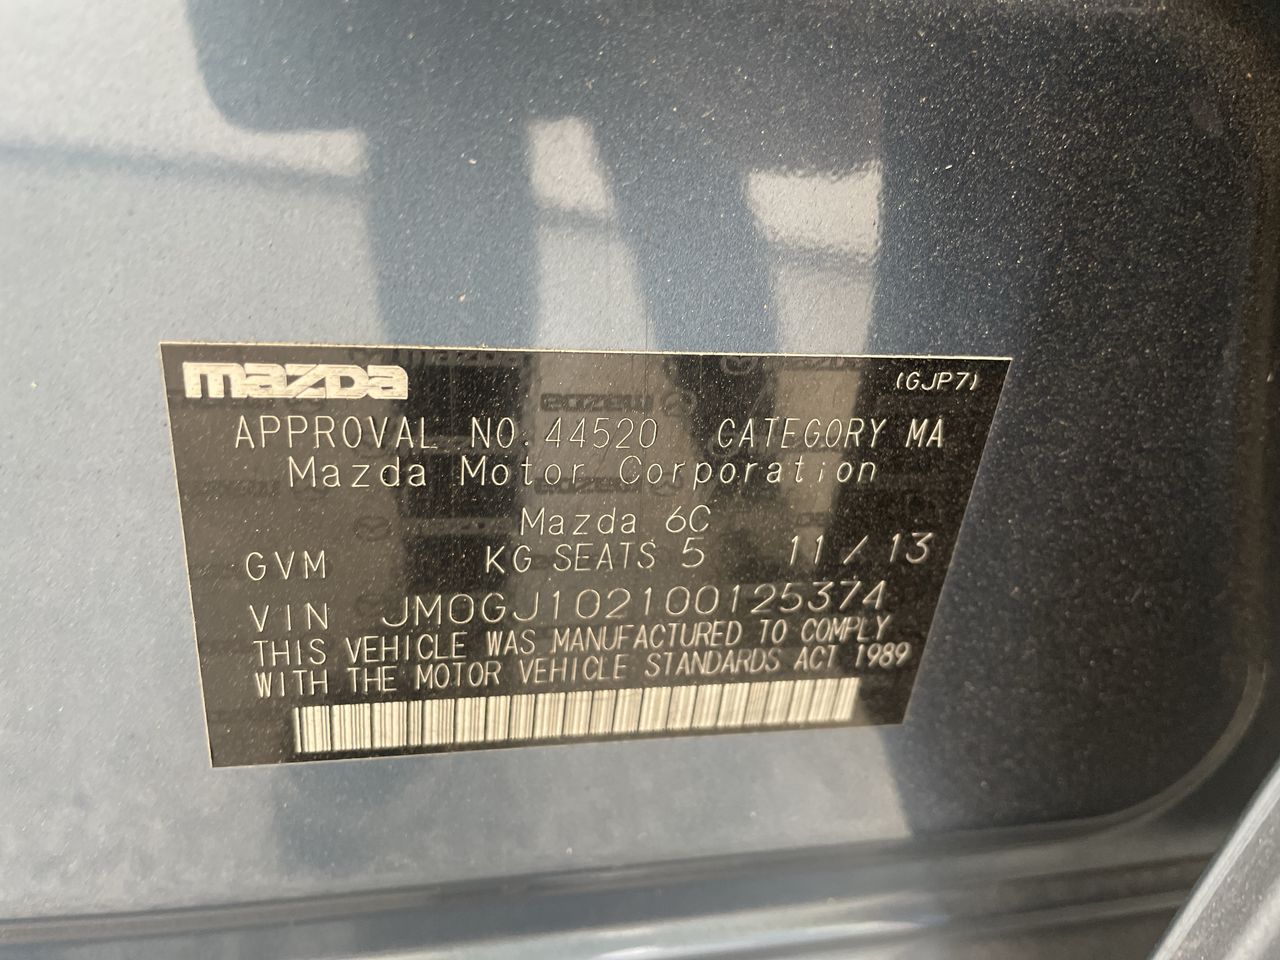 mazda (GJP7)
APPROVAL NO. 44520 CATEGORY MA
Mazda Motor Corporation
Mazda 6C
GVM KG SEATS 5 11/13
VIN JM0GJ102100125374
THIS VEHICLE WAS MANUFACTURED TO COMPLY
WITH THE MOTOR VEHICLE STANDARDS ACT 1989